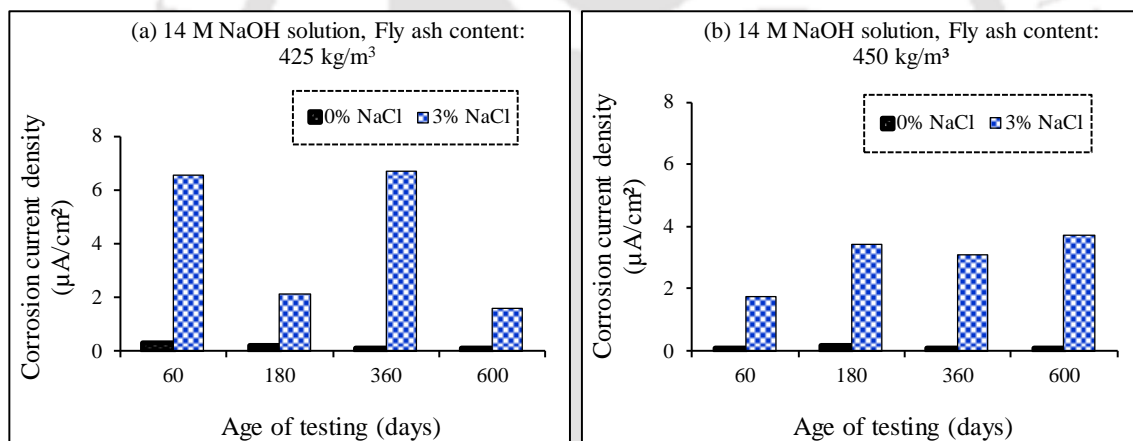 (a) 14 M NaOH solution, Fly ash content:
425 kg/m³
0% NaCl 3% NaCl
Corrosion current density
(µA/cm²)
8
6
4
2
0
60 180 360 600
Age of testing (days)
(b) 14 M NaOH solution, Fly ash content:
450 kg/m³
0% NaCl 3% NaCl
Corrosion current density
(µA/cm²)
8
6
4
2
0
60 180 360 600
Age of testing (days)